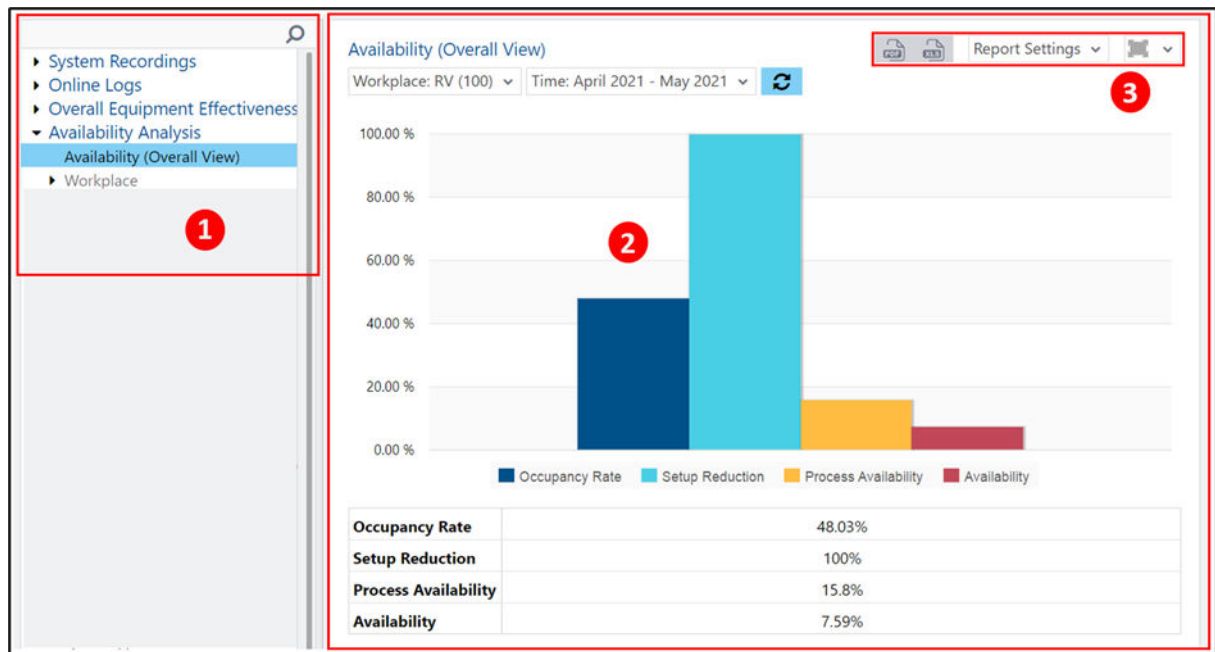 System Recordings
Online Logs
Overall Equipment Effectiveness
Availability Analysis
Availability (Overall View)
Workplace
1
Availability (Overall View)
PDF XLS Report Settings
Workplace: RV (100) Time: April 2021 - May 2021
3
100.00 %
80.00 %
2
60.00 %
40.00 %
20.00 %
0.00 %
Occupancy Rate Setup Reduction Process Availability Availability
Occupancy Rate 48.03%
Setup Reduction 100%
Process Availability 15.8%
Availability 7.59%